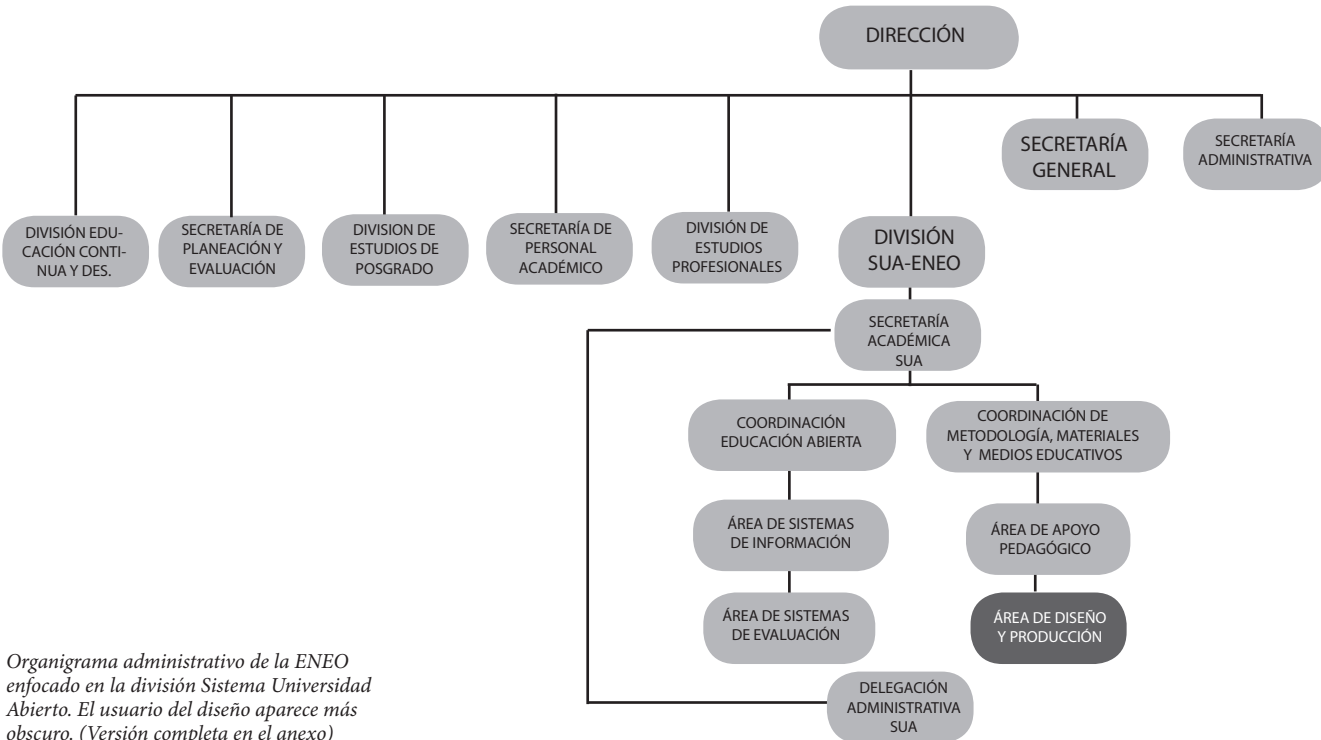 DIRECCIÓN
SECRETARÍA
GENERAL
SECRETARÍA
ADMINISTRATIVA
DIVISIÓN EDU-
CACIÓN CONTI-
NUA Y DES.
SECRETARÍA DE
PLANEACIÓN Y
EVALUACIÓN
DIVISION DE
ESTUDIOS DE
POSGRADO
SECRETARÍA DE
PERSONAL
ACADÉMICO
DIVISIÓN DE
ESTUDIOS
PROFESIONALES
DIVISIÓN
SUA-ENEO
SECRETARÍA
ACADÉMICA
SUA
COORDINACIÓN
EDUCACIÓN ABIERTA
COORDINACIÓN DE
METODOLOGÍA, MATERIALES
Y MEDIOS EDUCATIVOS
ÁREA DE SISTEMAS
DE INFORMACIÓN
ÁREA DE APOYO
PEDAGÓGICO
ÁREA DE SISTEMAS
DE EVALUACIÓN
ÁREA DE DISEÑO
Y PRODUCCIÓN
DELEGACIÓN
ADMINISTRATIVA
SUA
Organigrama administrativo de la ENEO
enfocado en la división Sistema Universidad
Abierto. El usuario del diseño aparece más
obscuro. (Versión completa en el anexo)